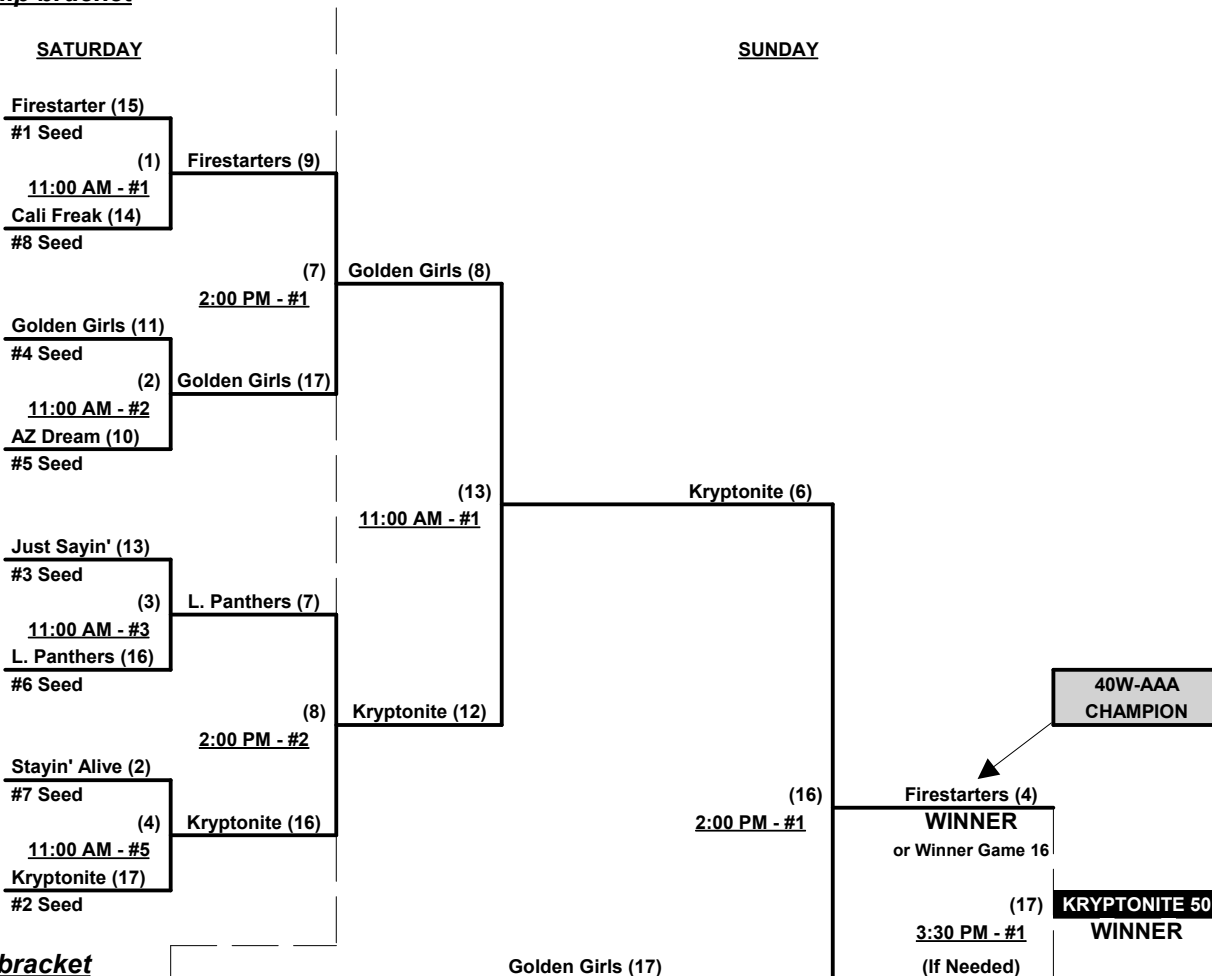 SATURDAY
SUNDAY
Firestarter (15)
#1 Seed
(1)
Firestarters (9)
11:00 AM - #1
Cali Freak (14)
#8 Seed
(7)
Golden Girls (8)
2:00 PM - #1
Golden Girls (11)
#4 Seed
(2)
Golden Girls (17)
11:00 AM - #2
AZ Dream (10)
#5 Seed
(13)
Kryptonite (6)
11:00 AM - #1
Just Sayin' (13)
#3 Seed
(3)
L. Panthers (7)
11:00 AM - #3
L. Panthers (16)
#6 Seed
40W-AAA
CHAMPION
(8)
Kryptonite (12)
2:00 PM - #2
Stayin' Alive (2)
#7 Seed
(16)
Firestarters (4)
WINNER
2:00 PM - #1
or Winner Game 16
(4)
Kryptonite (16)
11:00 AM - #5
Kryptonite (17)
#2 Seed
(17)
KRYPTONITE 50
WINNER
3:30 PM - #1
(If Needed)
bracket
Golden Girls (17)